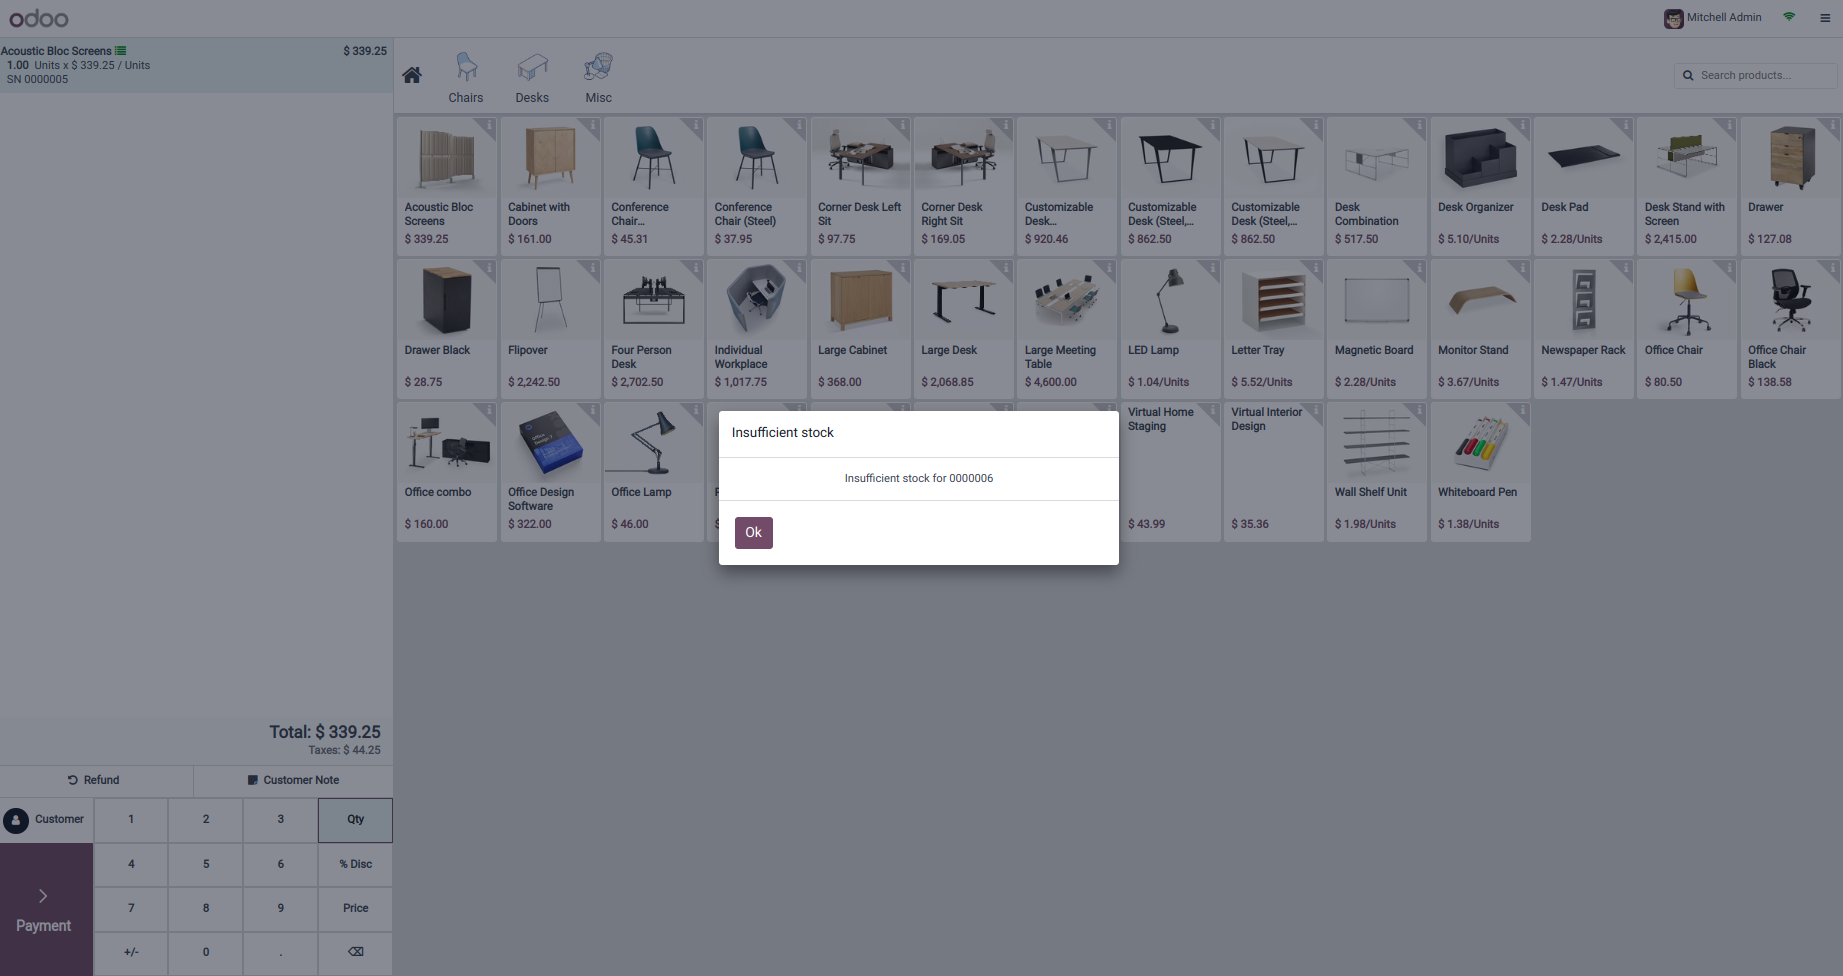 odoo
Mitchell Admin
Acoustic Bloc Screens
$ 339.25
1.00 Units x $ 339.25 / Units
SN 0000005
Chairs
Desks
Misc
Search products...
Acoustic Bloc
Screens
$ 339.25
Cabinet with
Doors
$ 161.00
Conference
Chair...
$ 45.31
Conference
Chair (Steel)
$ 37.95
Corner Desk Left
Sit
$ 97.75
Corner Desk
Right Sit
$ 169.05
Customizable
Desk...
$ 920.46
Customizable
Desk (Steel,...
$ 862.50
Customizable
Desk (Steel,...
$ 862.50
Desk
Combination
$ 517.50
Desk Organizer
$ 5.10/Units
Desk Pad
$ 2.28/Units
Desk Stand with
Screen
$ 2,415.00
Drawer
$ 127.08
Drawer Black
$ 28.75
Flipover
$ 2,242.50
Four Person
Desk
$ 2,702.50
Individual
Workplace
$ 1,017.75
Large Cabinet
$ 368.00
Large Desk
$ 2,068.85
Large Meeting
Table
$ 4,600.00
LED Lamp
$ 1.04/Units
Letter Tray
$ 5.52/Units
Magnetic Board
$ 2.28/Units
Monitor Stand
$ 3.67/Units
Newspaper Rack
$ 1.47/Units
Office Chair
$ 80.50
Office Chair
Black
$ 138.58
Office combo
$ 160.00
Office Design
Software
$ 322.00
Office Lamp
$ 46.00
Virtual Home
Staging
$ 43.99
Virtual Interior
Design
$ 35.36
Wall Shelf Unit
$ 1.98/Units
Whiteboard Pen
$ 1.38/Units
Insufficient stock
Insufficient stock for 0000006
Ok
Total: $ 339.25
Taxes: $ 44.25
Refund
Customer Note
Customer
1
2
3
Qty
4
5
6
% Disc
7
8
9
Price
+/-
0
.
Payment